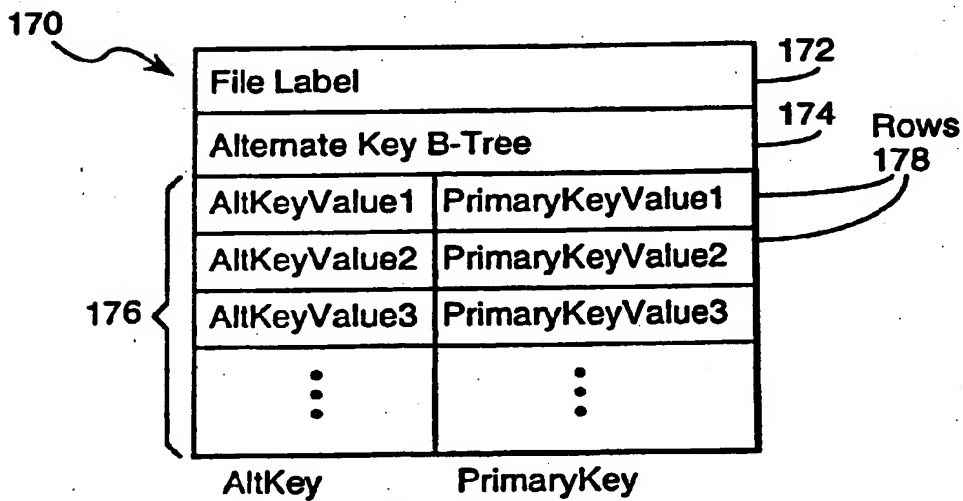 170
File Label
172
Alternate Key B-Tree
174
Rows
178
AltKeyValue1 PrimaryKeyValue1
AltKeyValue2 PrimaryKeyValue2
176
AltKeyValue3 PrimaryKeyValue3
AltKey PrimaryKey